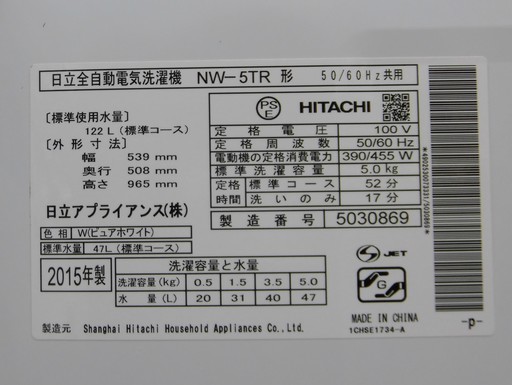 日立全自動電気洗濯機 NW-5TR 形 50/60Hz共用
[標準使用水量]
122 L (標準コース)
[外形寸法]
幅 539 mm
奥行 508 mm
高さ 965 mm
日立アプライアンス(株)
色相 W(ピュアホワイト)
標準水量 47L (標準コース)
PS
E
HITACHI
定格電圧 100 V
定格周波数 50/60 Hz
電動機の定格消費電力 390/455 W
標準洗濯容量 5.0 kg
定格時間 標準コース 52分
洗いのみ 17分
製造番号 5030869
2015年製
洗濯容量と水量
洗濯容量(kg) 0.5 1.5 3.5 5.0
水量(L) 20 31 40 47
S JET
G
MADE IN CHINA
1CHSE1734-A
製造元 Shanghai Hitachi Household Appliances Co.,Ltd.
-p-